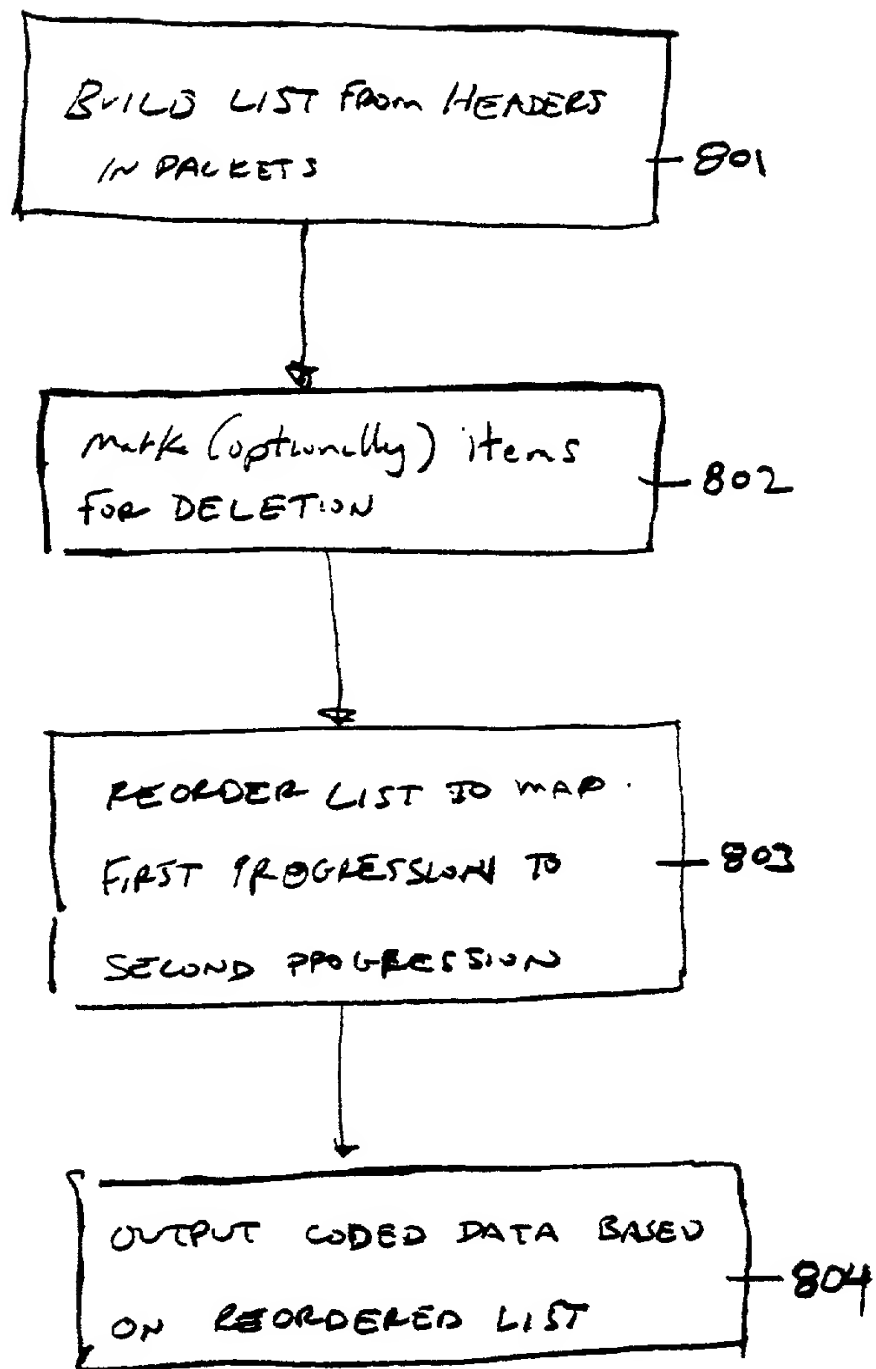 BUILD LIST FROM HEADERS
IN PACKETS
801
Mark (optionally) items
FOR DELETION
802
REORDER LIST TO MAP
FIRST PROGRESSION TO
SECOND PROGRESSION
803
OUTPUT CODED DATA BASED
ON REORDERED LIST
804